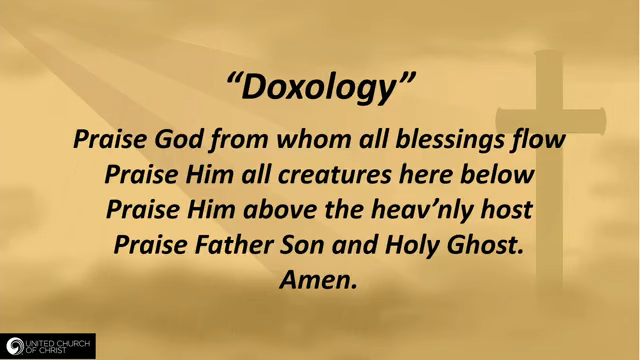 “Doxology”
Praise God from whom all blessings flow
Praise Him all creatures here below
Praise Him above the heav’nly host
Praise Father Son and Holy Ghost.
Amen.
UNITED CHURCH
OF CHRIST